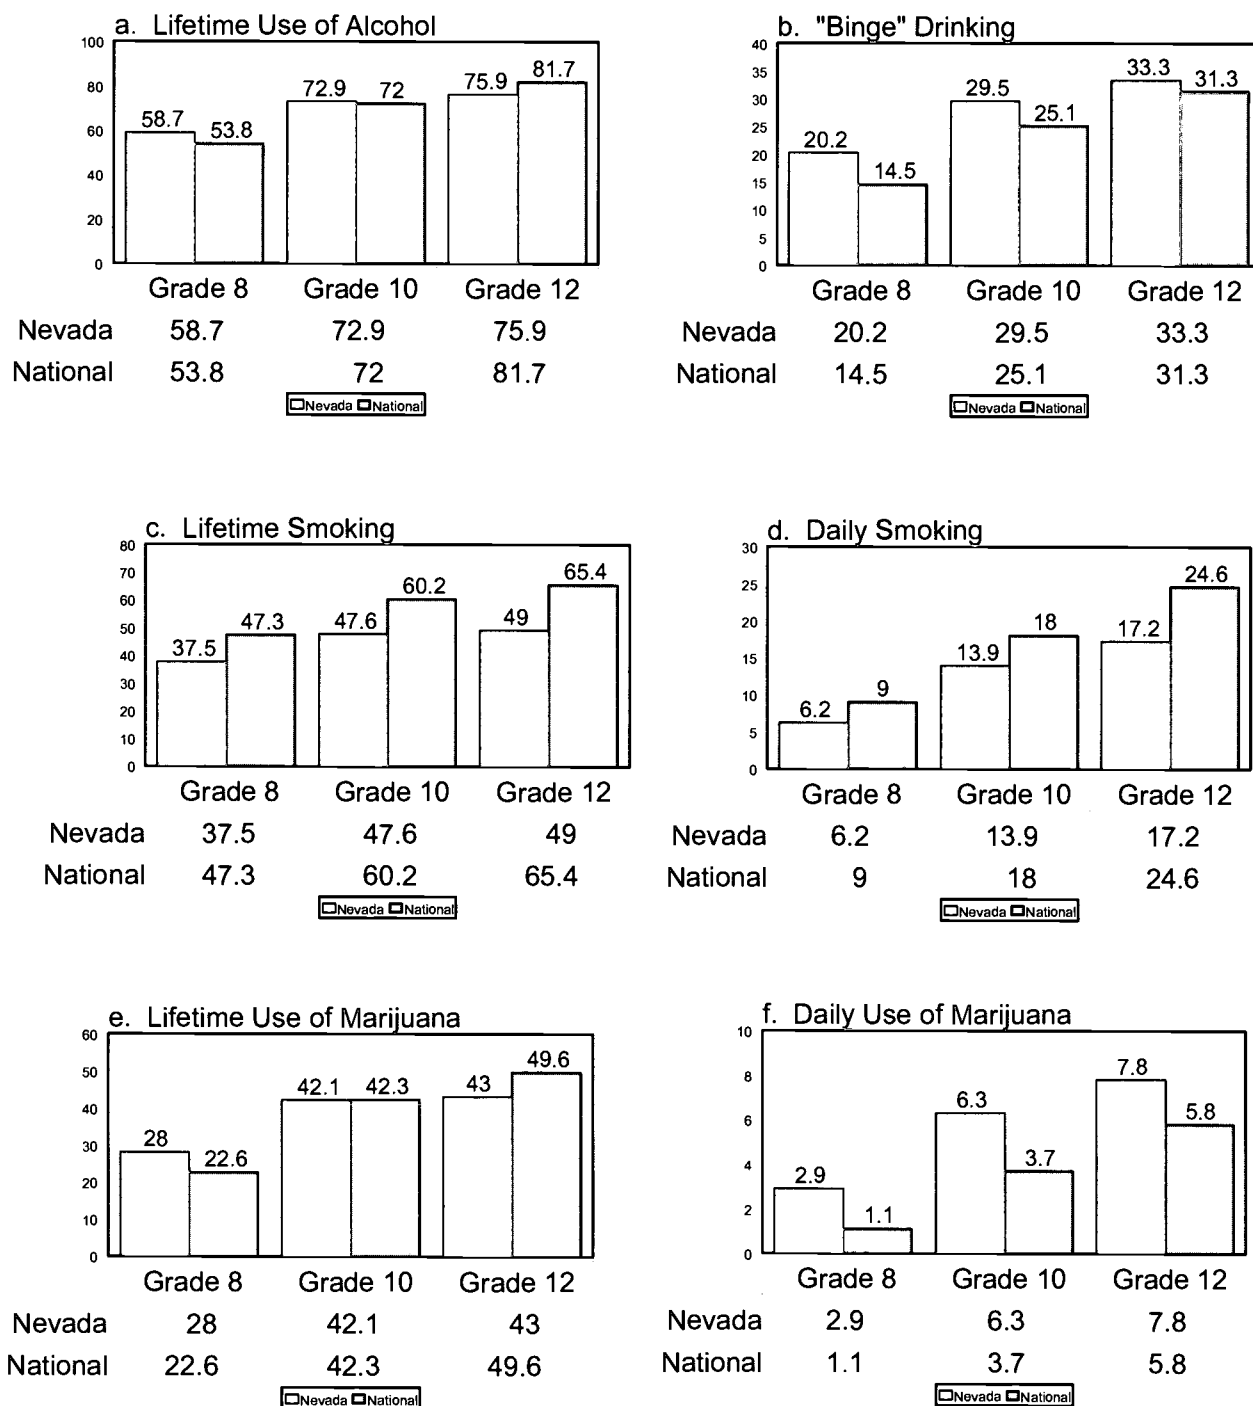 a. Lifetime Use of Alcohol
100
80
60
40
20
0
58.7
53.8
72.9
72
75.9
81.7
Grade 8 Grade 10 Grade 12
Nevada 58.7 72.9 75.9
National 53.8 72 81.7
Nevada National
b. "Binge" Drinking
40
35
30
25
20
15
10
5
0
20.2
14.5
29.5
25.1
33.3
31.3
Grade 8 Grade 10 Grade 12
Nevada 20.2 29.5 33.3
National 14.5 25.1 31.3
Nevada National
c. Lifetime Smoking
80
70
60
50
40
30
20
10
0
37.5
47.3
47.6
60.2
49
65.4
Grade 8 Grade 10 Grade 12
Nevada 37.5 47.6 49
National 47.3 60.2 65.4
Nevada National
d. Daily Smoking
30
25
20
15
10
5
0
6.2
9
13.9
18
17.2
24.6
Grade 8 Grade 10 Grade 12
Nevada 6.2 13.9 17.2
National 9 18 24.6
Nevada National
e. Lifetime Use of Marijuana
60
50
40
30
20
10
0
28
22.6
42.1
42.3
43
49.6
Grade 8 Grade 10 Grade 12
Nevada 28 42.1 43
National 22.6 42.3 49.6
Nevada National
f. Daily Use of Marijuana
10
8
6
4
2
0
2.9
1.1
6.3
3.7
7.8
5.8
Grade 8 Grade 10 Grade 12
Nevada 2.9 6.3 7.8
National 1.1 3.7 5.8
Nevada National